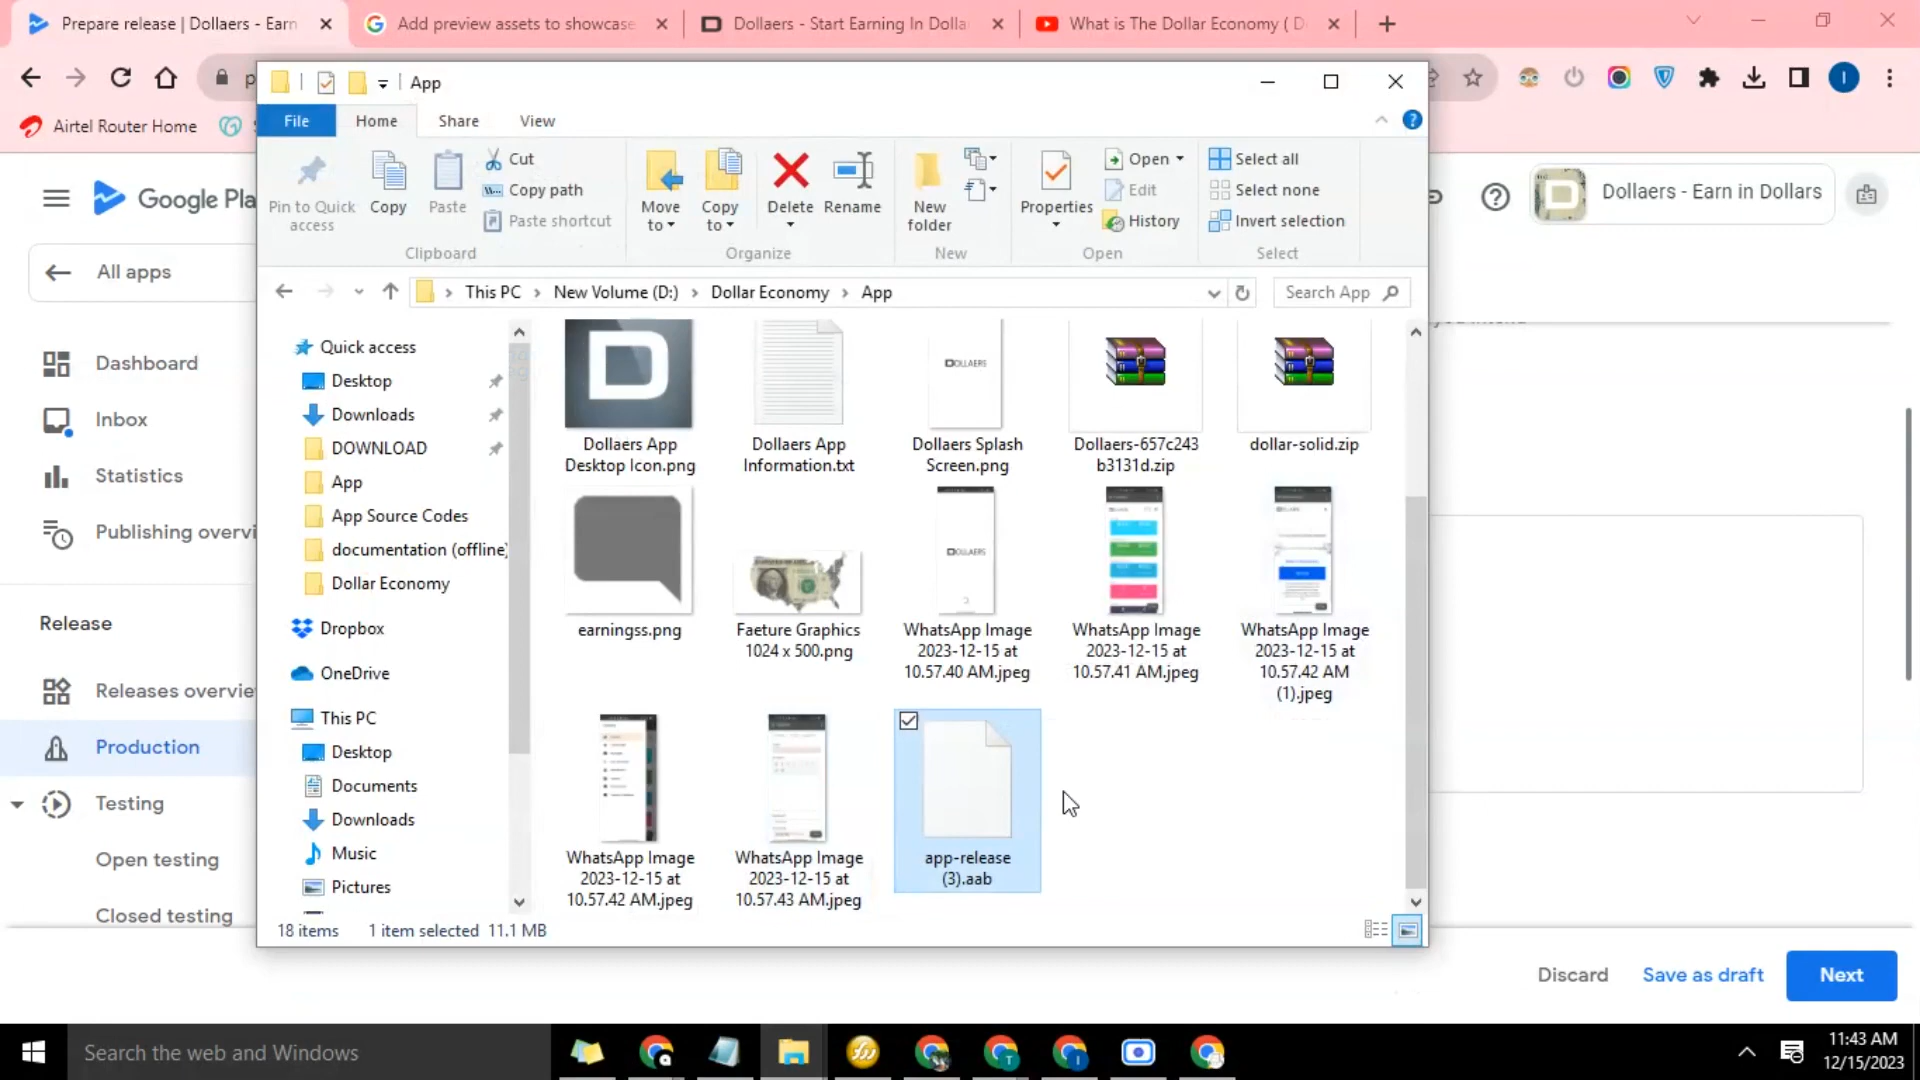 Prepare release | Dollaers - Earn
Add preview assets to showcase
Dollaers - Start Earning In Dolla
What is The Dollar Economy ( D
App
Airtel Router Home
File
Home
Share
View
Pin to Quick access
Copy
Paste
Cut
Copy path
Paste shortcut
Clipboard
Move to
Copy to
Delete
Rename
Organize
New folder
New
Properties
Open
Edit
History
Open
Select all
Select none
Invert selection
Select
This PC
New Volume (D:)
Dollar Economy
App
Search App
Google Pla
Dollaers - Earn in Dollars
All apps
Dashboard
Inbox
Statistics
Publishing overvi
Release
Releases overvie
Production
Testing
Open testing
Closed testing
Quick access
Desktop
Downloads
DOWNLOAD
App
App Source Codes
documentation (offline)
Dollar Economy
Dropbox
OneDrive
This PC
Desktop
Documents
Downloads
Music
Pictures
DOLLAERS
Dollaers App
Desktop Icon.png
Dollaers App
Information.txt
Dollaers Splash
Screen.png
Dollaers-657c243
b3131d.zip
dollar-solid.zip
DOLLAERS
earningss.png
Faeture Graphics
1024 x 500.png
WhatsApp Image
2023-12-15 at
10.57.40 AM.jpeg
WhatsApp Image
2023-12-15 at
10.57.41 AM.jpeg
WhatsApp Image
2023-12-15 at
10.57.42 AM
(1).jpeg
WhatsApp Image
2023-12-15 at
10.57.42 AM.jpeg
WhatsApp Image
2023-12-15 at
10.57.43 AM.jpeg
app-release
(3).aab
18 items
1 item selected 11.1 MB
Discard
Save as draft
Next
Search the web and Windows
11:43 AM
12/15/2023